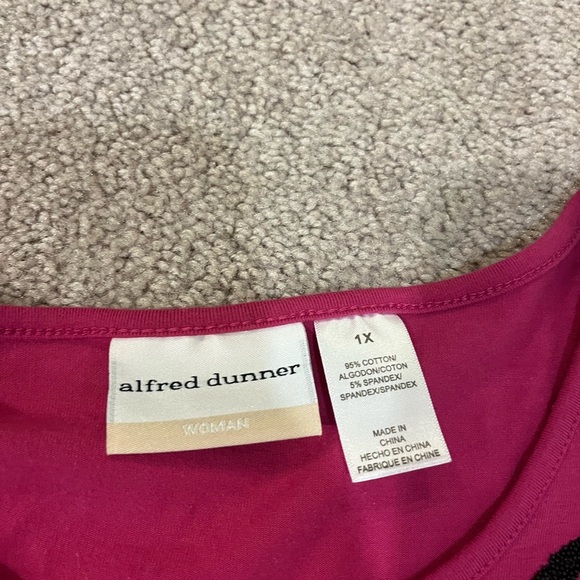 alfred dunner
WOMAN
1X
95% COTTON/
ALGODON/COTON
5% SPANDEX/
SPANDEX/SPANDEX
MADE IN
CHINA
HECHO EN CHINA
FABRIQUE EN CHINE